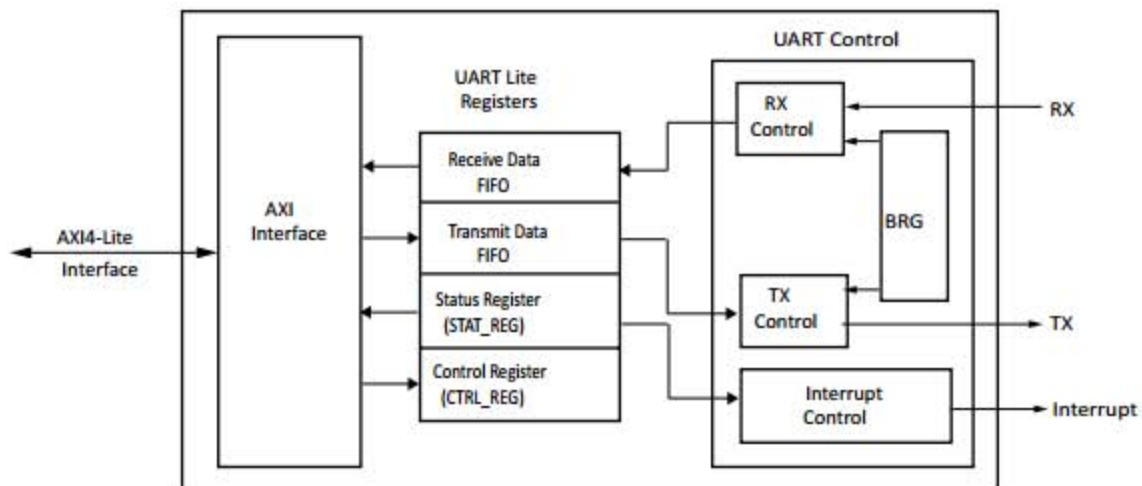 UART Control
UART Lite
Registers
RX
Control
RX
Receive Data
FIFO
AXI
Interface
BRG
Transmit Data
FIFO
AXI4-Lite
Interface
Status Register
(STAT_REG)
TX
Control
TX
Control Register
(CTRL_REG)
Interrupt
Control
Interrupt